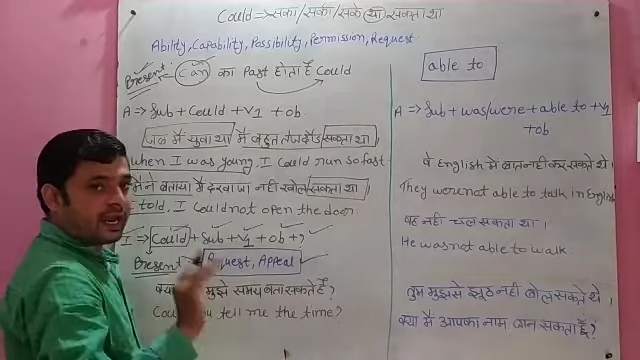 Could => सका/सकी/सके था सकता था
Ability, Capability, Possibility, Permission, Request
Present Can का Past होता है Could
A => Sub + Could + V1 + ob
जब मैं युवा था मैं बहुत तेज दौड़ सकता था
When I was young, I Could run so fast
मैंने बताया मैं दरवाजा नहीं खोल सकता था
told, I Could not open the door.
I => Could + Sub + V1 + ob + ?
Present Request, Appeal
क्या मुझे समय बता सकते हैं ?
Could you tell me the time?
able to
A => Sub + was/were + able to + V1
+ ob
वे English में बात नहीं कर सकते थे.
They were not able to talk in English
वह नहीं चल सकता था.
He was not able to walk.
तुम मुझसे झूठ नहीं बोल सकते थे.
क्या मैं आपका नाम जान सकता हूँ?